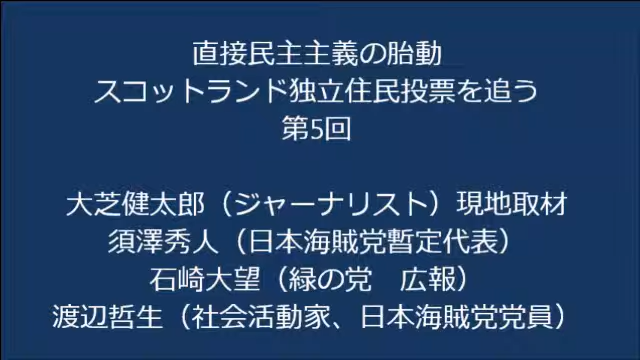 直接民主主義の胎動
スコットランド独立住民投票を追う
第5回
大芝健太郎（ジャーナリスト）現地取材
須澤秀人（日本海賊党暫定代表）
石崎大望（緑の党　広報）
渡辺哲生（社会活動家、日本海賊党党員）